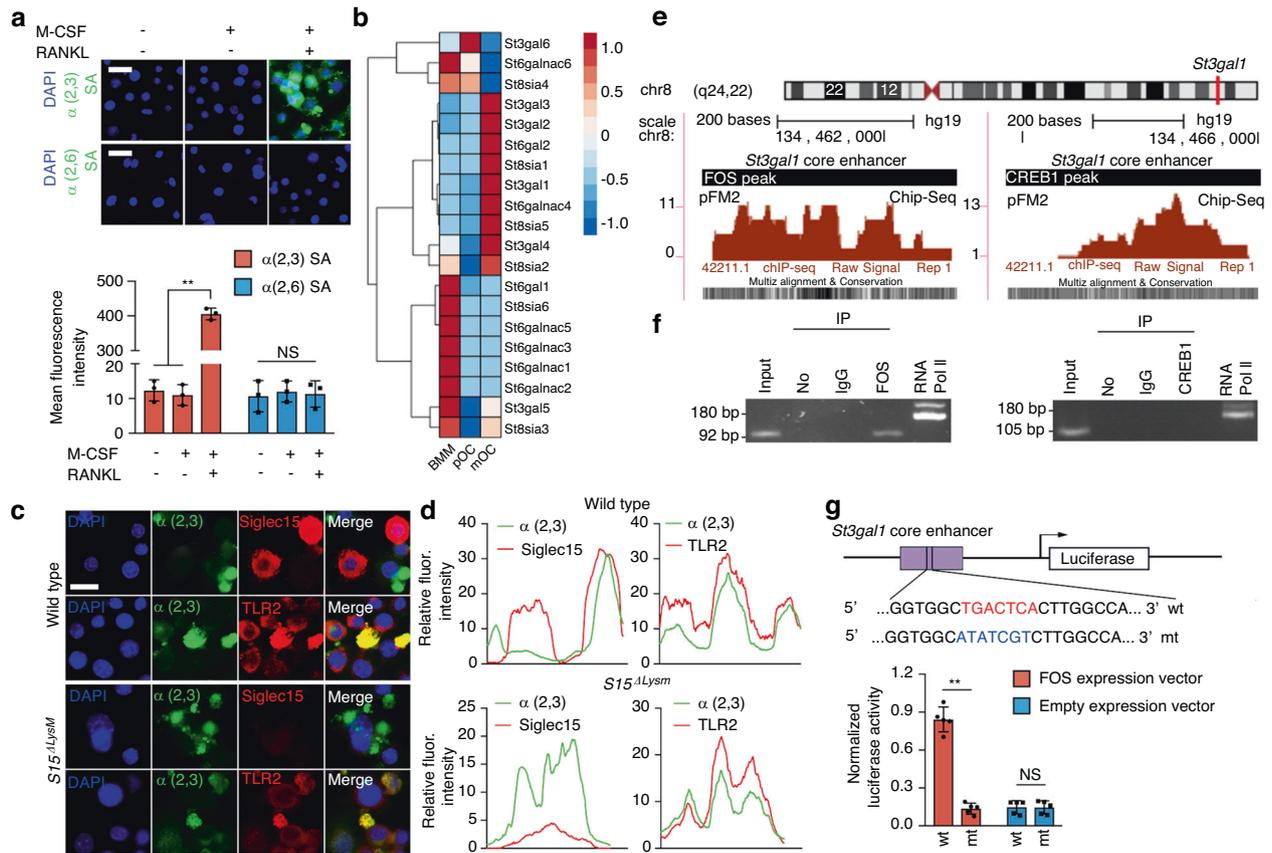 a
M-CSF - + +
RANKL - - +
DAPI
α (2,3)
SA
DAPI
α (2,6)
SA
α(2,3) SA
α(2,6) SA
Mean fluorescence
intensity
500
400
300
20
10
0
**
NS
M-CSF - + + - + +
RANKL - - + - - +
b
St3gal6
St6galnac6
St8sia4
St3gal3
St3gal2
St6gal2
St8sia1
St3gal1
St6galnac4
St8sia5
St3gal4
St8sia2
St6gal1
St8sia6
St6galnac5
St6galnac3
St6galnac1
St6galnac2
St3gal5
St8sia3
BMM pOC mOC
1.0
0.5
0
-0.5
-1.0
c
Wild type
DAPI α (2,3) Siglec15 Merge
DAPI α (2,3) TLR2 Merge
S15 ΔLysM
DAPI α (2,3) Siglec15 Merge
DAPI α (2,3) TLR2 Merge
d
Wild type
Relative fluor.
intensity
40
30
20
10
0
α (2,3)
Siglec15
40
30
20
10
0
α (2,3)
TLR2
S15 ΔLysm
Relative fluor.
intensity
25
20
15
10
5
0
α (2,3)
Siglec15
30
20
10
0
α (2,3)
TLR2
e
St3gal1
chr8 (q24,22) 22 12
scale 200 bases hg19 200 bases hg19
chr8: 134 , 462 , 000l l 134 , 466 , 000l
St3gal1 core enhancer St3gal1 core enhancer
FOS peak CREB1 peak
pFM2 Chip-Seq pFM2 Chip-Seq
11 13
0 1
42211.1 chIP-seq Raw Signal Rep 1 42211.1 chIP-seq Raw Signal Rep 1
Multiz alignment & Conservation Multiz alignment & Conservation
f
IP IP
Input No IgG FOS RNA Pol II
Input No IgG CREB1 RNA Pol II
180 bp 180 bp
92 bp 105 bp
g
St3gal1 core enhancer
Luciferase
5' ...GGTGGCTGACTCACTTGGCCA... 3' wt
5' ...GGTGGCATATCGTCTTGGCCA... 3' mt
Normalized
luciferase activity
1.2
0.9
0.6
0.3
0.0
**
NS
FOS expression vector
Empty expression vector
wt mt wt mt